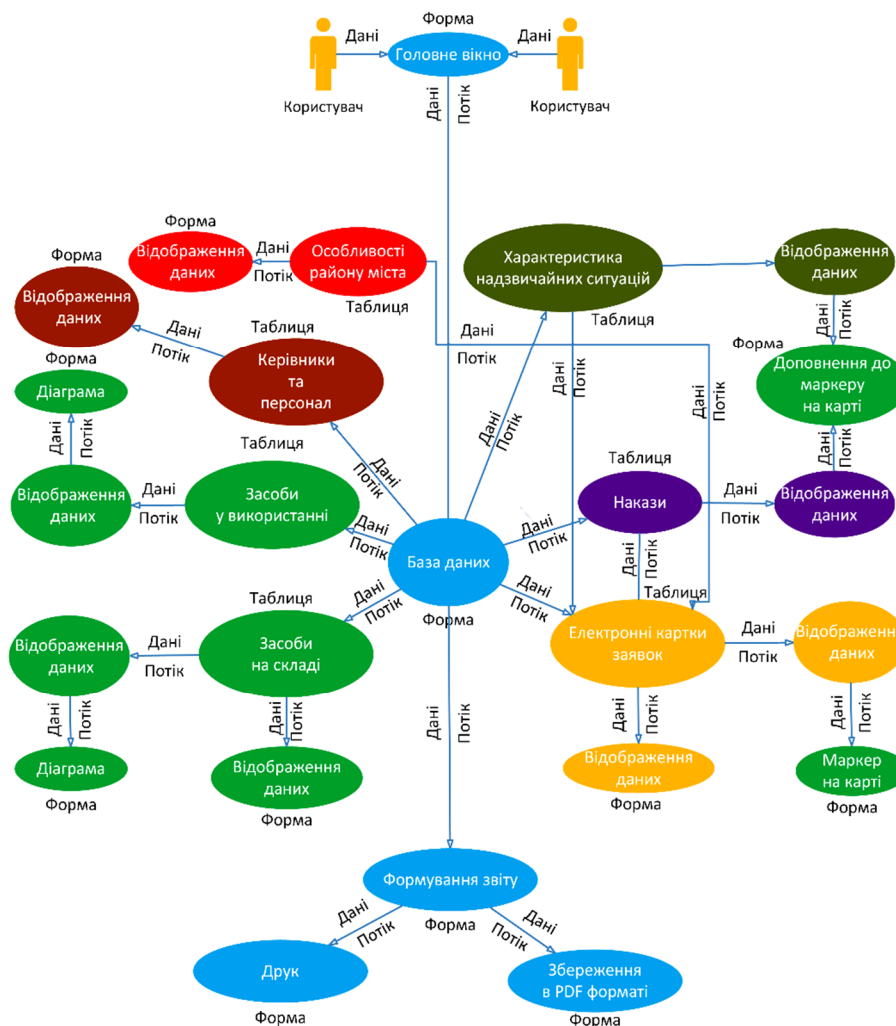 Форма
Дані
Дані
Головне вікно
Користувач
Користувач
Дані
Потік
Форма
Відображення
даних
Дані
Потік
Особливості
району міста
Таблиця
Характеристика
надзвичайних ситуацій
Таблиця
Відображення
даних
Форма
Відображення
даних
Дані
Потік
Таблиця
Керівники
та
персонал
Дані
Потік
Дані
Потік
Форма
Доповнення до
маркеру
на карті
Форма
Діаграма
Дані
Потік
Дані
Потік
Дані
Потік
Дані
Потік
Дані
Потік
Таблиця
Засоби
у використанні
Дані
Потік
Відображення
даних
Дані
Потік
Дані
Потік
База даних
Форма
Дані
Потік
Таблиця
Накази
Дані
Потік
Відображення
даних
Дані
Потік
Дані
Потік
Дані
Потік
Таблиця
Електронні картки
заявок
Дані
Потік
Відображення
даних
Таблиця
Засоби
на складі
Дані
Потік
Відображення
даних
Дані
Потік
Дані
Потік
Дані
Потік
Дані
Потік
Дані
Потік
Діаграма
Форма
Відображення
даних
Форма
Відображення
даних
Форма
Маркер
на карті
Форма
Формування звіту
Форма
Дані
Потік
Дані
Потік
Друк
Форма
Збереження
в PDF форматі
Форма